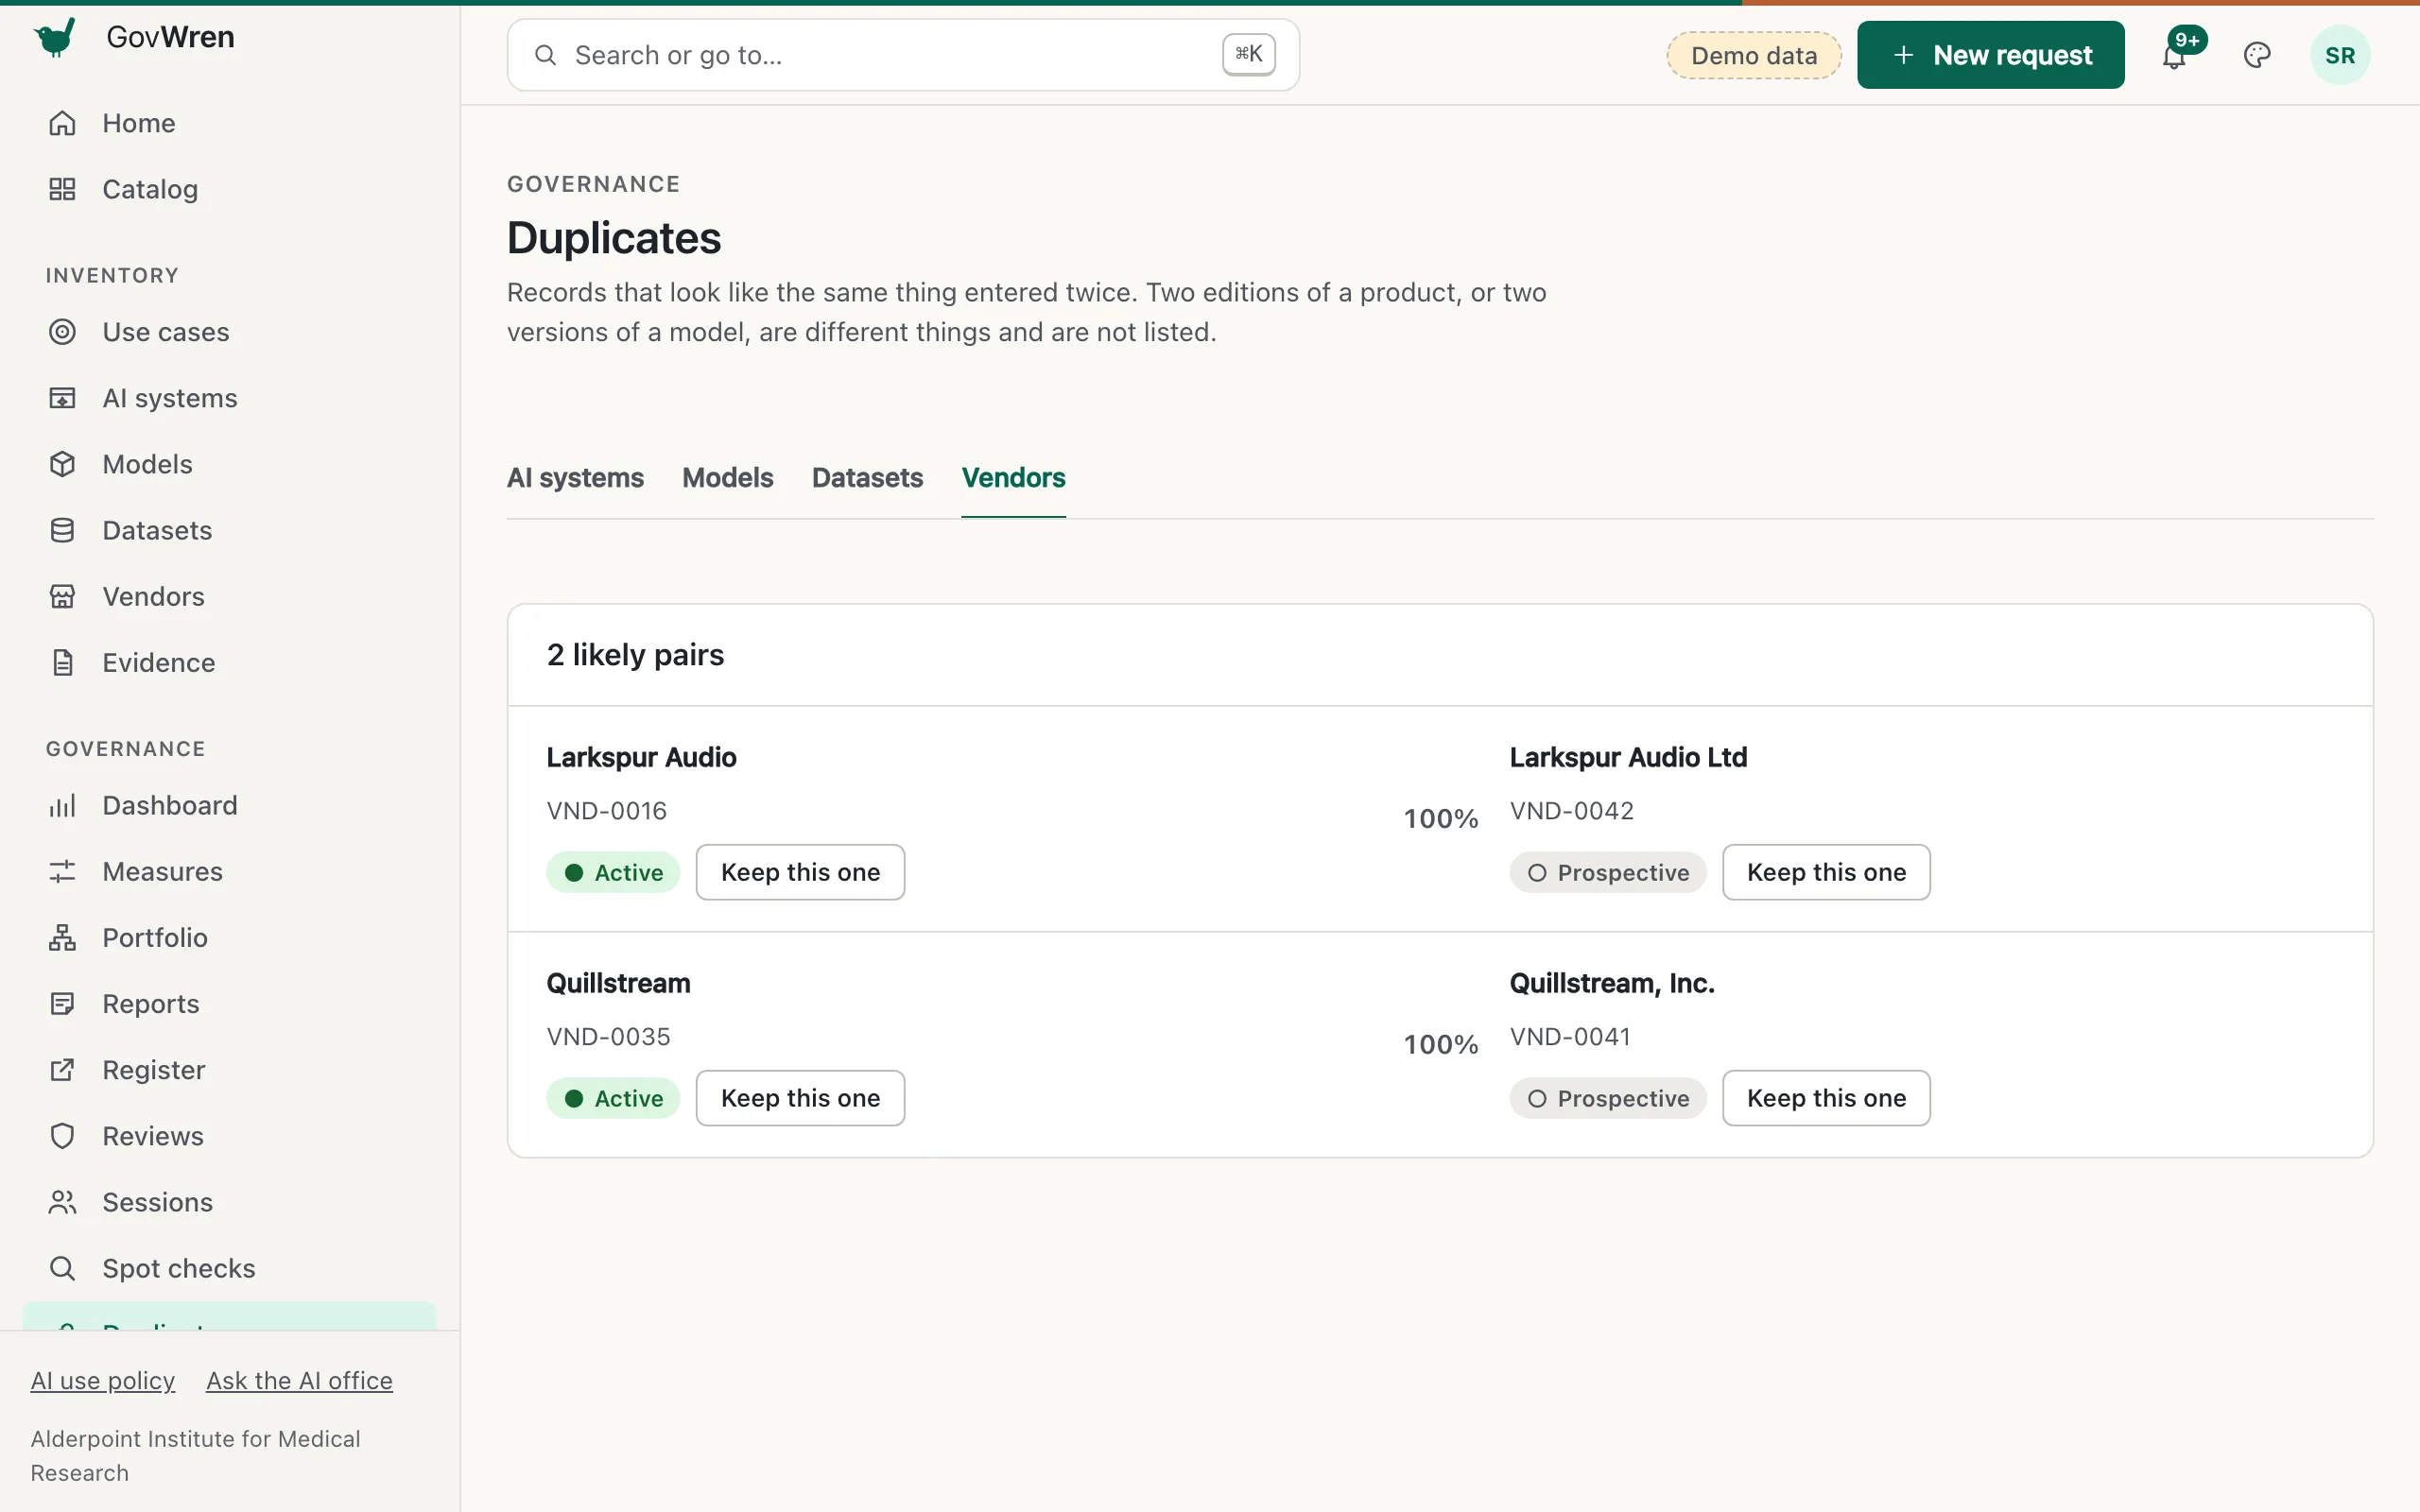 GovWren
Search or go to...
⌘K
Demo data
+ New request
9+
SR
Home
Catalog
INVENTORY
Use cases
AI systems
Models
Datasets
Vendors
Evidence
GOVERNANCE
Dashboard
Measures
Portfolio
Reports
Register
Reviews
Sessions
Spot checks
AI use policy Ask the AI office
Alderpoint Institute for Medical
Research
GOVERNANCE
Duplicates
Records that look like the same thing entered twice. Two editions of a product, or two
versions of a model, are different things and are not listed.
AI systems Models Datasets Vendors
2 likely pairs
Larkspur Audio
VND-0016
Active Keep this one
100%
Larkspur Audio Ltd
VND-0042
Prospective Keep this one
Quillstream
VND-0035
Active Keep this one
100%
Quillstream, Inc.
VND-0041
Prospective Keep this one